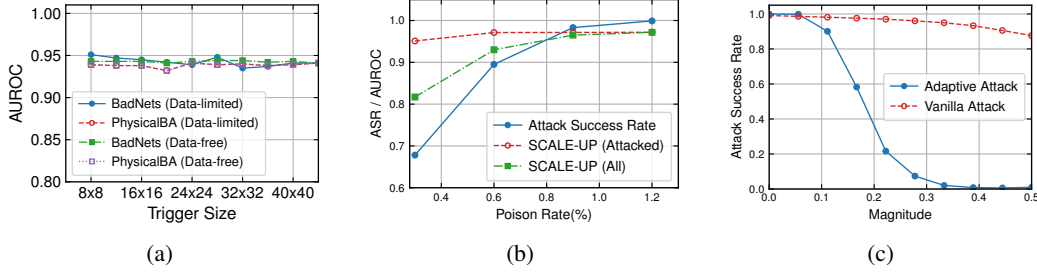 AUROC
1.00
0.95
0.90
0.85
0.80
8x8
16x16
24x24
32x32
40x40
Trigger Size
BadNets (Data-limited)
PhysicalBA (Data-limited)
BadNets (Data-free)
PhysicalBA (Data-free)
(a)
ASR / AUROC
1.0
0.9
0.8
0.7
0.6
0.4
0.6
0.8
1.0
1.2
Poison Rate(%)
Attack Success Rate
SCALE-UP (Attacked)
SCALE-UP (All)
(b)
Attack Success Rate
1.0
0.8
0.6
0.4
0.2
0.0
0.0
0.1
0.2
0.3
0.4
0.5
Magnitude
Adaptive Attack
Vanilla Attack
(c)